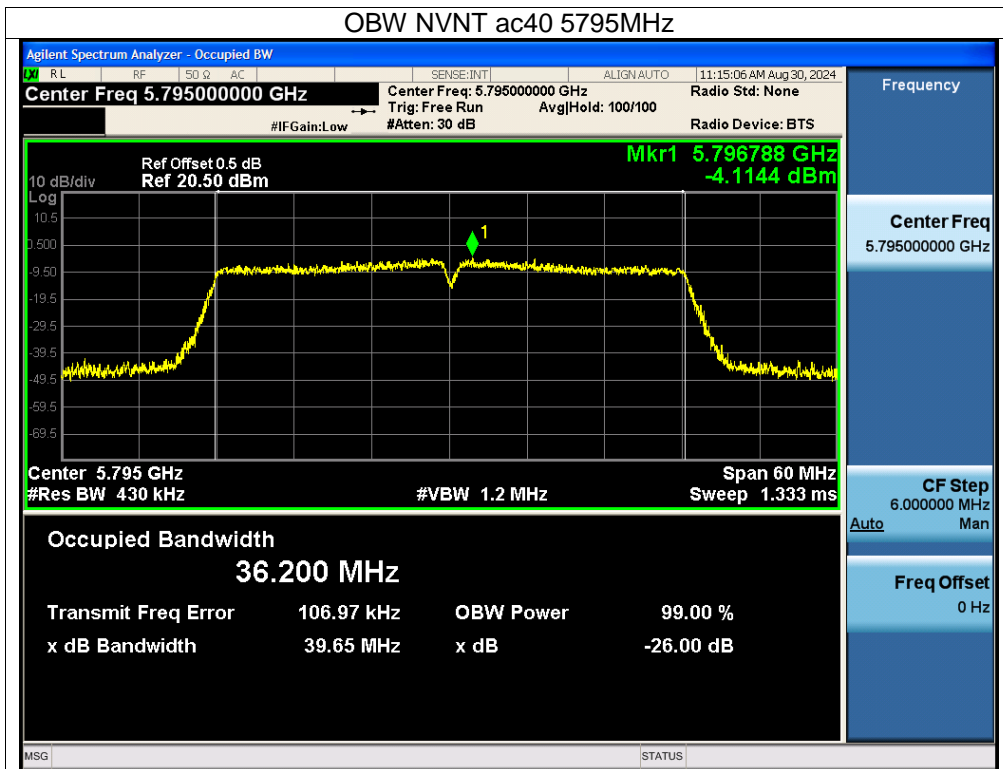 OBW NVNT ac40 5795MHz
Agilent Spectrum Analyzer - Occupied BW
LXI RL RF 50 Ω AC SENSE:INT ALIGN AUTO 11:15:06 AM Aug 30, 2024
Center Freq 5.795000000 GHz
Center Freq: 5.795000000 GHz
Radio Std: None
Trig: Free Run Avg|Hold: 100/100
#IFGain:Low
#Atten: 30 dB
Radio Device: BTS
Frequency
Mkr1 5.796788 GHz
-4.1144 dBm
Ref Offset 0.5 dB
10 dB/div Ref 20.50 dBm
Log
10.5
0.500
-9.50
-19.5
-29.5
-39.5
-49.5
-59.5
-69.5
1
Center 5.795 GHz Span 60 MHz
#Res BW 430 kHz #VBW 1.2 MHz Sweep 1.333 ms
Center Freq
5.795000000 GHz
CF Step
6.000000 MHz
Auto Man
Freq Offset
0 Hz
Occupied Bandwidth
36.200 MHz
Transmit Freq Error 106.97 kHz OBW Power 99.00 %
x dB Bandwidth 39.65 MHz x dB -26.00 dB
MSG STATUS